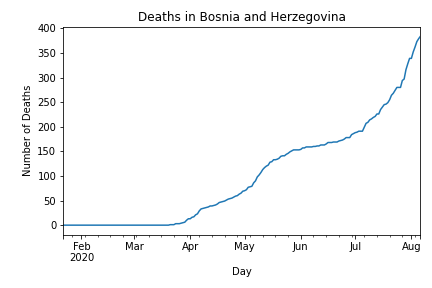 Deaths in Bosnia and Herzegovina
Number of Deaths
400
350
300
250
200
150
100
50
0
Feb
2020
Mar
Apr
May
Jun
Jul
Aug
Day